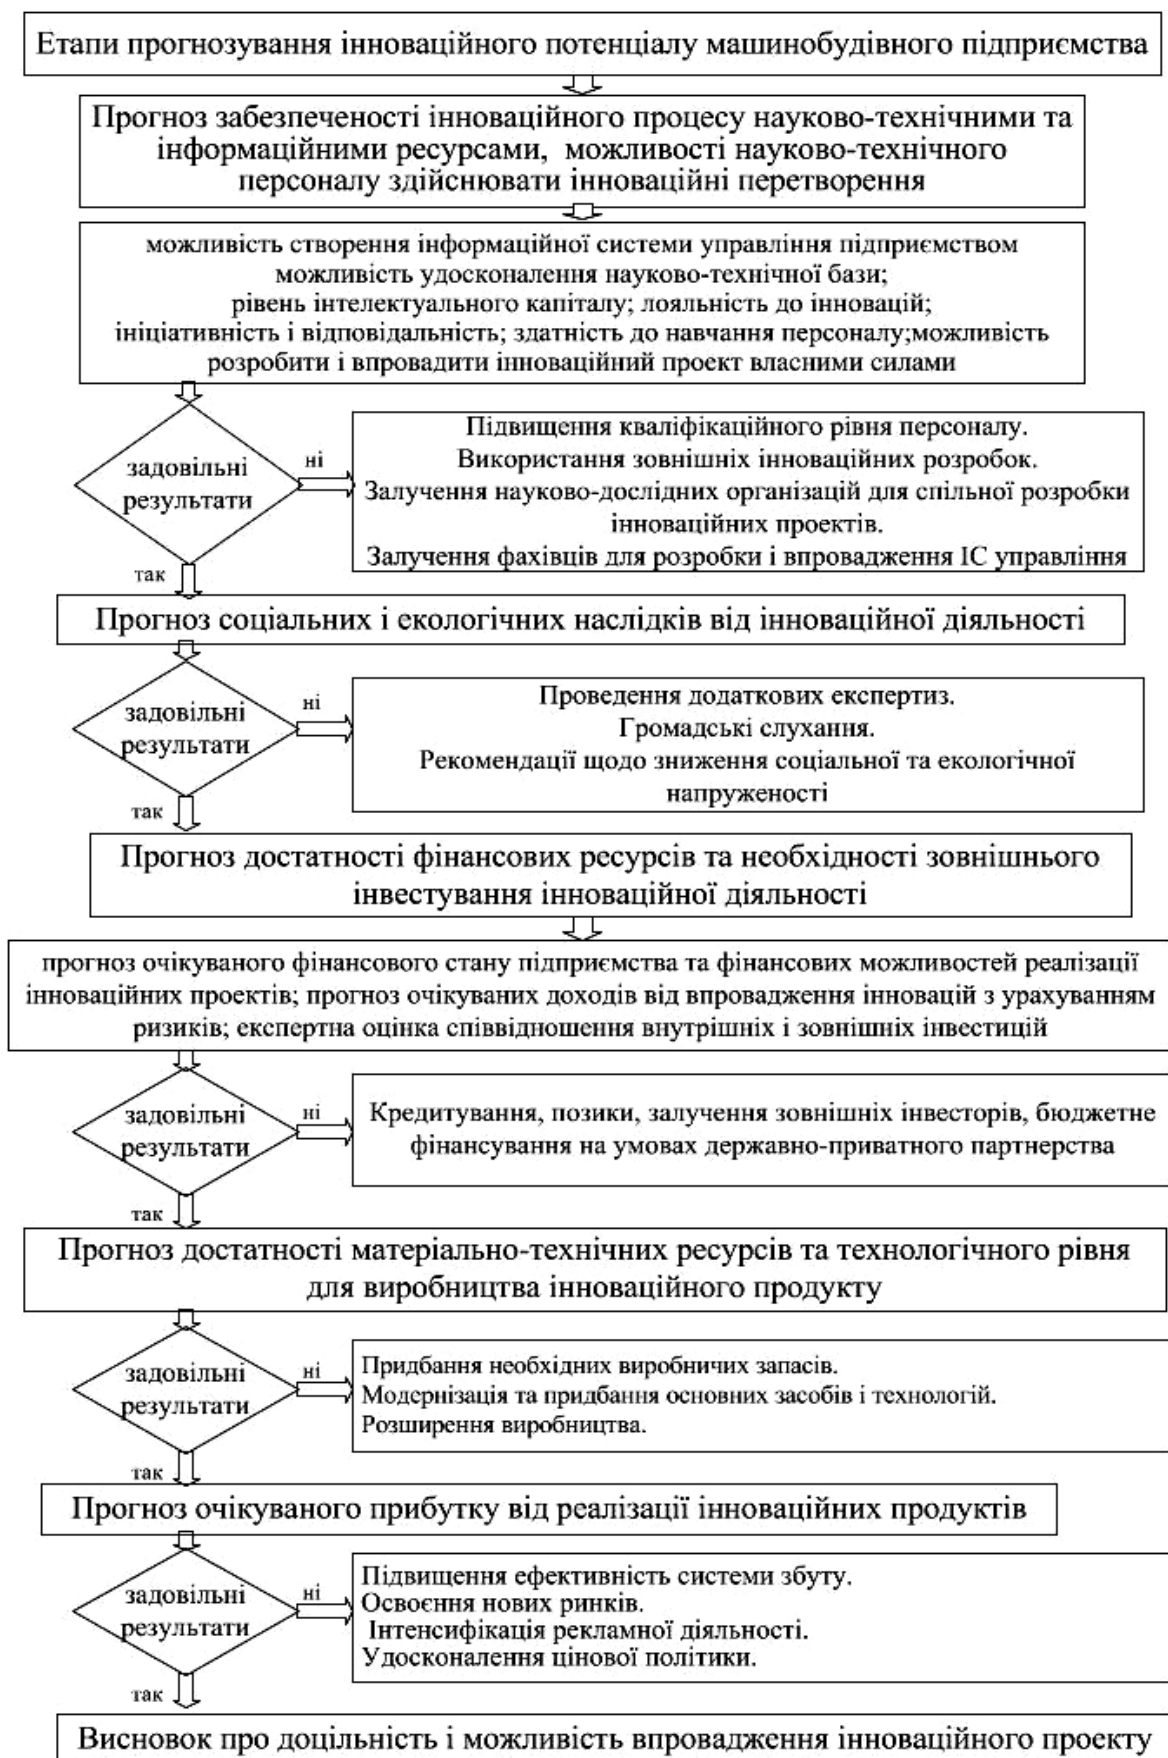 Етапи прогнозування інноваційного потенціалу машинобудівного підприємства
Прогноз забезпеченості інноваційного процесу науково-технічними та
інформаційними ресурсами, можливості науково-технічного
персоналу здійснювати інноваційні перетворення
можливість створення інформаційної системи управління підприємством
можливість удосконалення науково-технічної бази;
рівень інтелектуального капіталу; лояльність до інновацій;
ініціативність і відповідальність; здатність до навчання персоналу;можливість
розробити і впровадити інноваційний проект власними силами
задовільні
результати
ні
Підвищення кваліфікаційного рівня персоналу.
Використання зовнішніх інноваційних розробок.
Залучення науково-дослідних організацій для спільної розробки
інноваційних проектів.
Залучення фахівців для розробки і впровадження ІС управління
так
Прогноз соціальних і екологічних наслідків від інноваційної діяльності
задовільні
результати
ні
Проведення додаткових експертиз.
Громадські слухання.
Рекомендації щодо зниження соціальної та екологічної
напруженості
так
Прогноз достатності фінансових ресурсів та необхідності зовнішнього
інвестування інноваційної діяльності
прогноз очікуваного фінансового стану підприємства та фінансових можливостей реалізації
інноваційних проектів; прогноз очікуваних доходів від впровадження інновацій з урахуванням
ризиків; експертна оцінка співвідношення внутрішніх і зовнішніх інвестицій
задовільні
результати
ні
Кредитування, позики, залучення зовнішніх інвесторів, бюджетне
фінансування на умовах державно-приватного партнерства
так
Прогноз достатності матеріально-технічних ресурсів та технологічного рівня
для виробництва інноваційного продукту
задовільні
результати
ні
Придбання необхідних виробничих запасів.
Модернізація та придбання основних засобів і технологій.
Розширення виробництва.
так
Прогноз очікуваного прибутку від реалізації інноваційних продуктів
задовільні
результати
ні
Підвищення ефективність системи збуту.
Освоєння нових ринків.
Інтенсифікація рекламної діяльності.
Удосконалення цінової політики.
так
Висновок про доцільність і можливість впровадження інноваційного проекту